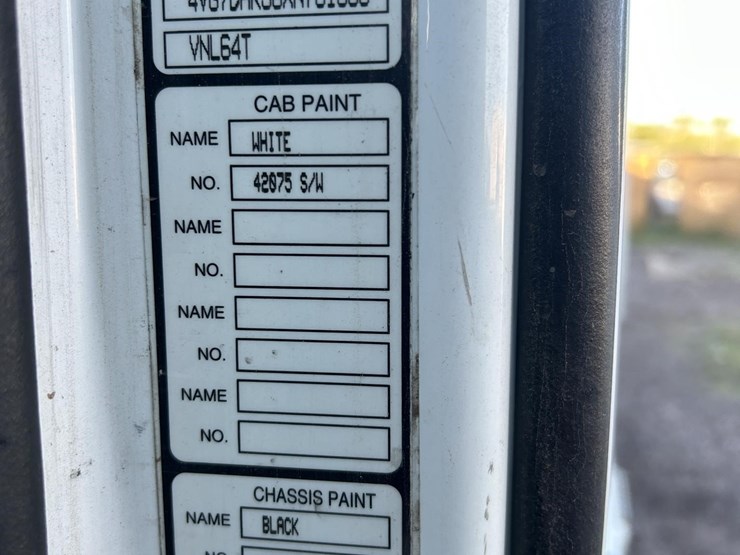 VNL64T
CAB PAINT
NAME WHITE
NO. 42075 S/W
NAME
NO.
NAME
NO.
NAME
NO.
CHASSIS PAINT
NAME BLACK